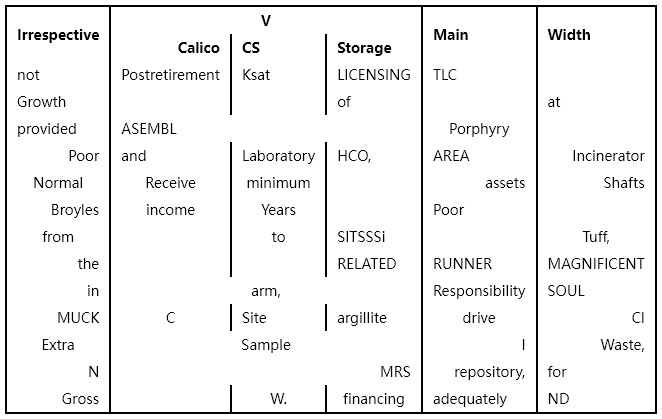 V
Irrespective Calico CS Storage Main Width
not Postretirement Ksat LICENSING TLC
Growth of at
provided ASEMBL Porphyry
Poor and Laboratory HCO, AREA Incinerator
Normal Receive minimum assets Shafts
Broyles income Years Poor
from to SITSSSi Tuff,
the RELATED RUNNER MAGNIFICENT
in arm, Responsibility SOUL
MUCK C Site argillite drive CI
Extra Sample I Waste,
N MRS repository, for
Gross W. financing adequately ND